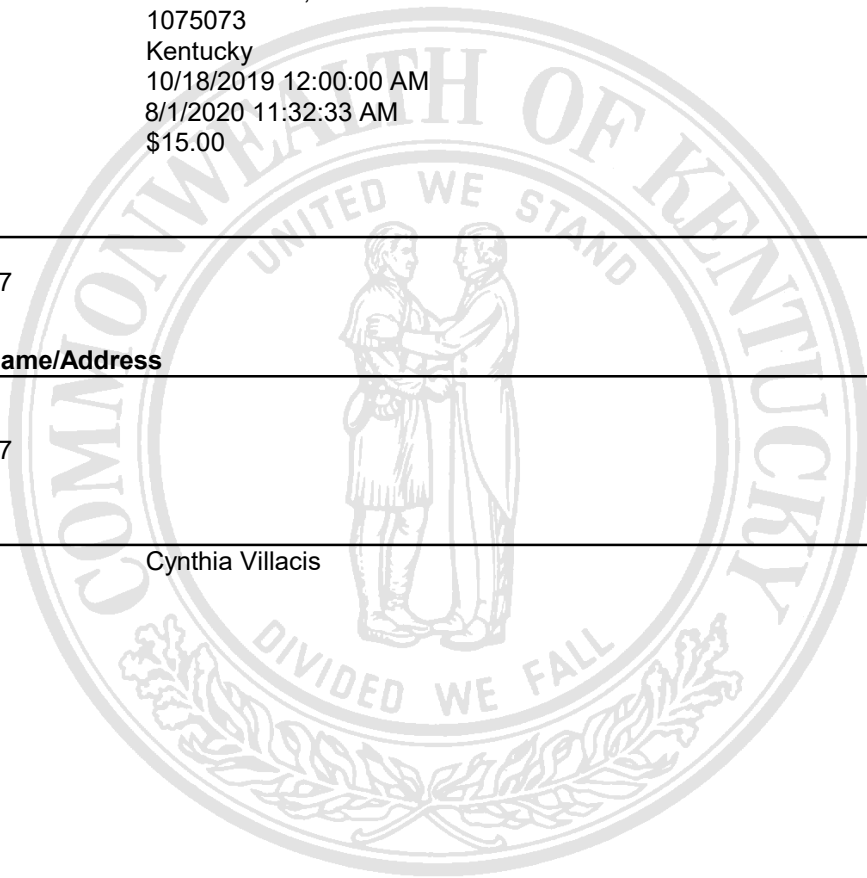 1075073
Kentucky
10/18/2019 12:00:00 AM
8/1/2020 11:32:33 AM
$15.00
7
ame/Address
7
Cynthia Villacis
COMMONWEALTH OF KENTUCKY
UNITED WE STAND
DIVIDED WE FALL